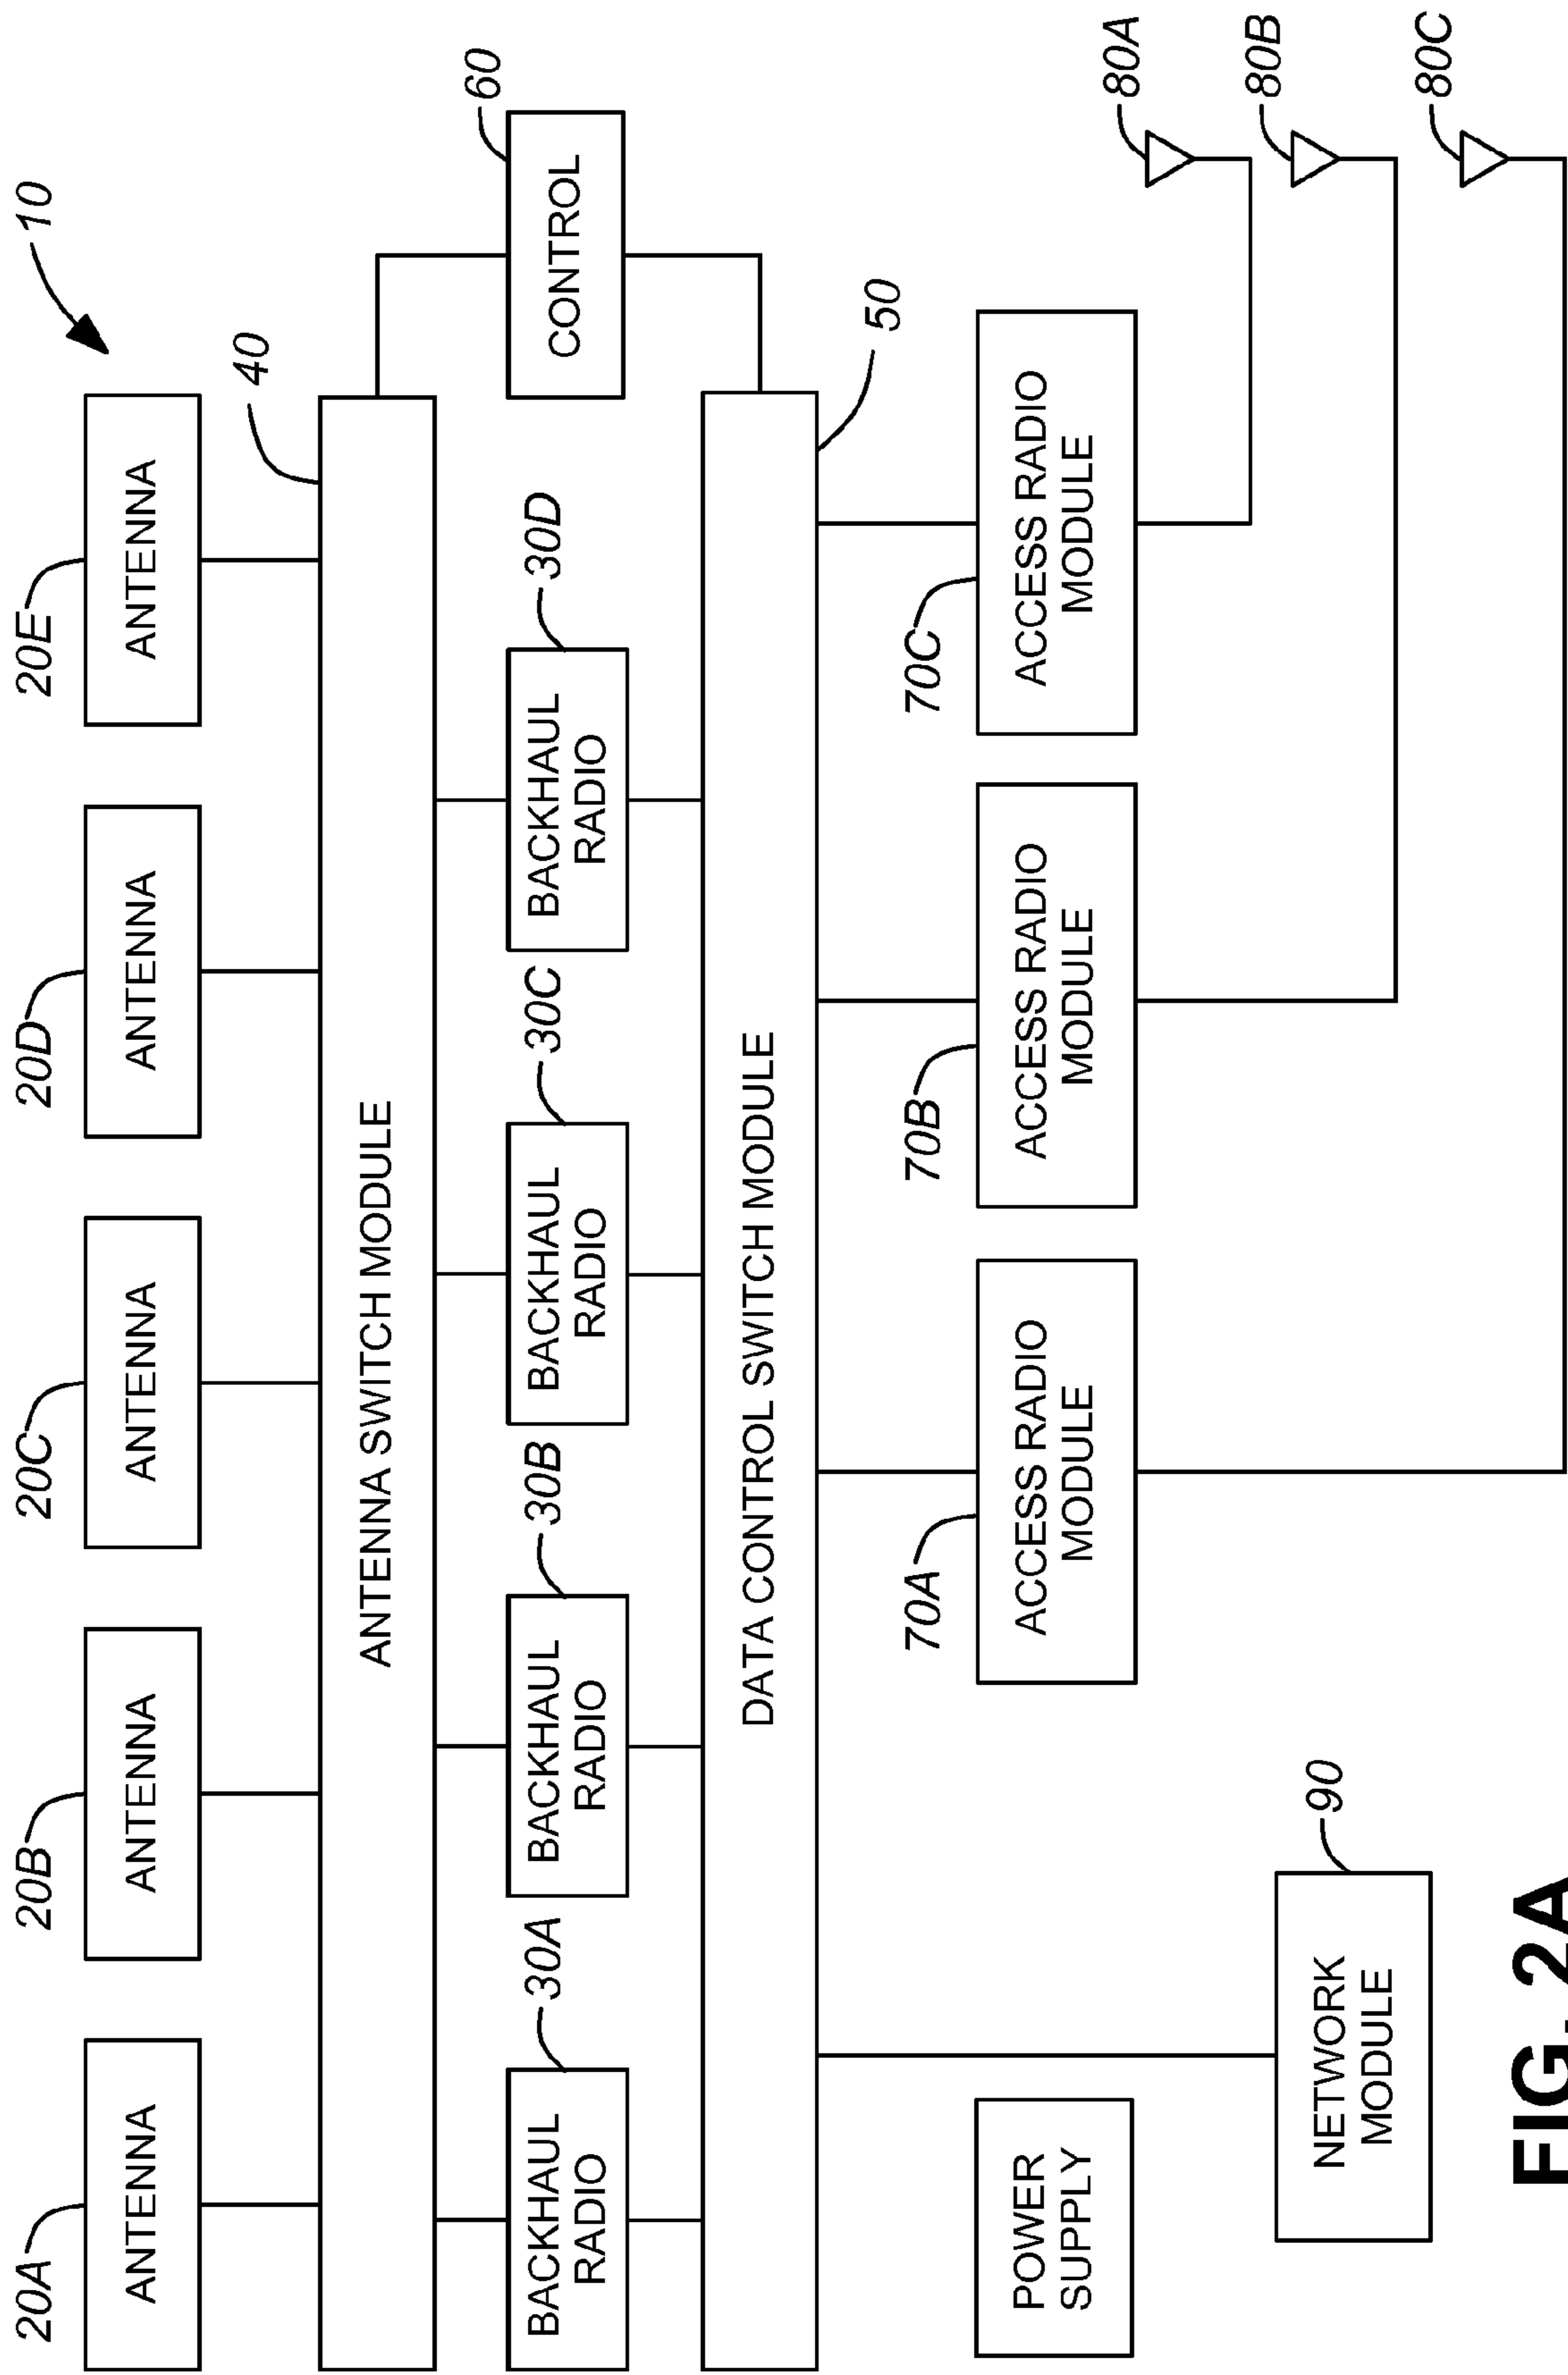 10
20A
20B
20C
20D
20E
ANTENNA
ANTENNA
ANTENNA
ANTENNA
ANTENNA
40
ANTENNA SWITCH MODULE
60
30A
30B
30C
30D
BACKHAUL
RADIO
BACKHAUL
RADIO
BACKHAUL
RADIO
BACKHAUL
RADIO
CONTROL
DATA CONTROL SWITCH MODULE
50
70A
70B
70C
POWER
SUPPLY
ACCESS RADIO
MODULE
ACCESS RADIO
MODULE
ACCESS RADIO
MODULE
80A
80B
80C
90
NETWORK
MODULE
FIG. 2A